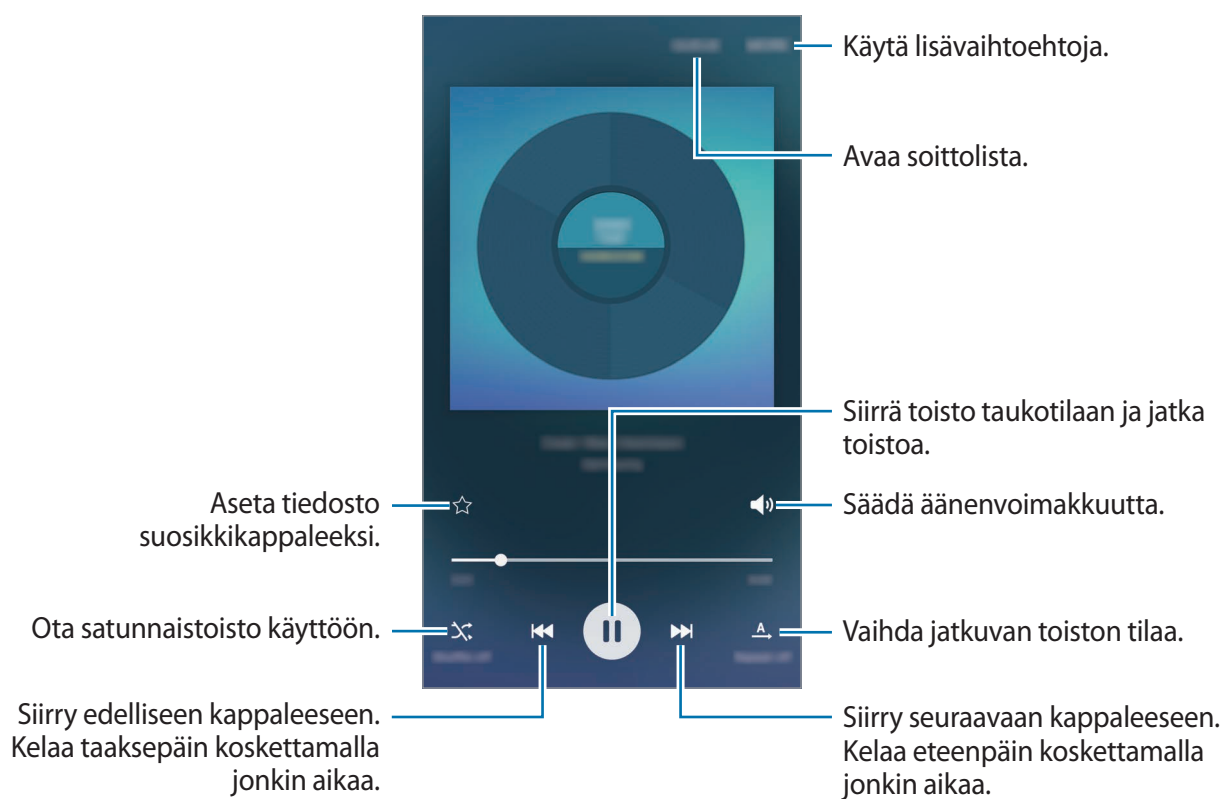 Käytä lisävaihtoehtoja.
Avaa soittolista.
Siirrä toisto taukotilaan ja jatka
toistoa.
Aseta tiedosto
suosikkikappaleeksi.
Säädä äänenvoimakkuutta.
Ota satunnaistoisto käyttöön.
A
Vaihda jatkuvan toiston tilaa.
Siirry edelliseen kappaleeseen.
Kelaa taaksepäin koskettamalla
jonkin aikaa.
Siirry seuraavaan kappaleeseen.
Kelaa eteenpäin koskettamalla
jonkin aikaa.